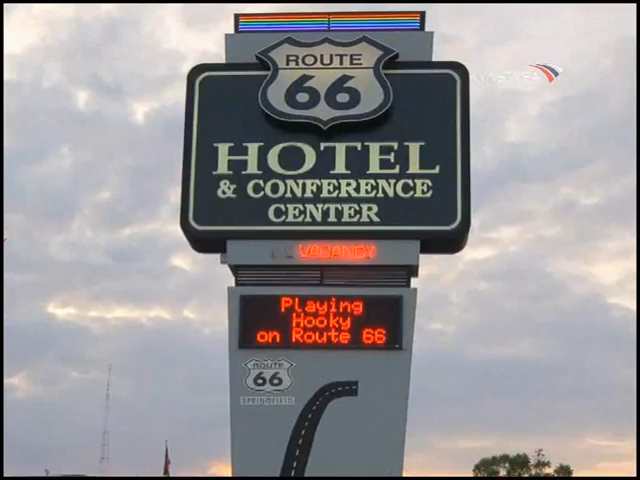 ROUTE
66
HOTEL
& CONFERENCE
CENTER
VACANCY
Playing
Hooky
on Route 66
ROUTE
66
SPRINGFIELD